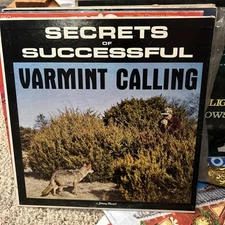 SECRETS
OF
SUCCESSFUL
VARMINT CALLING